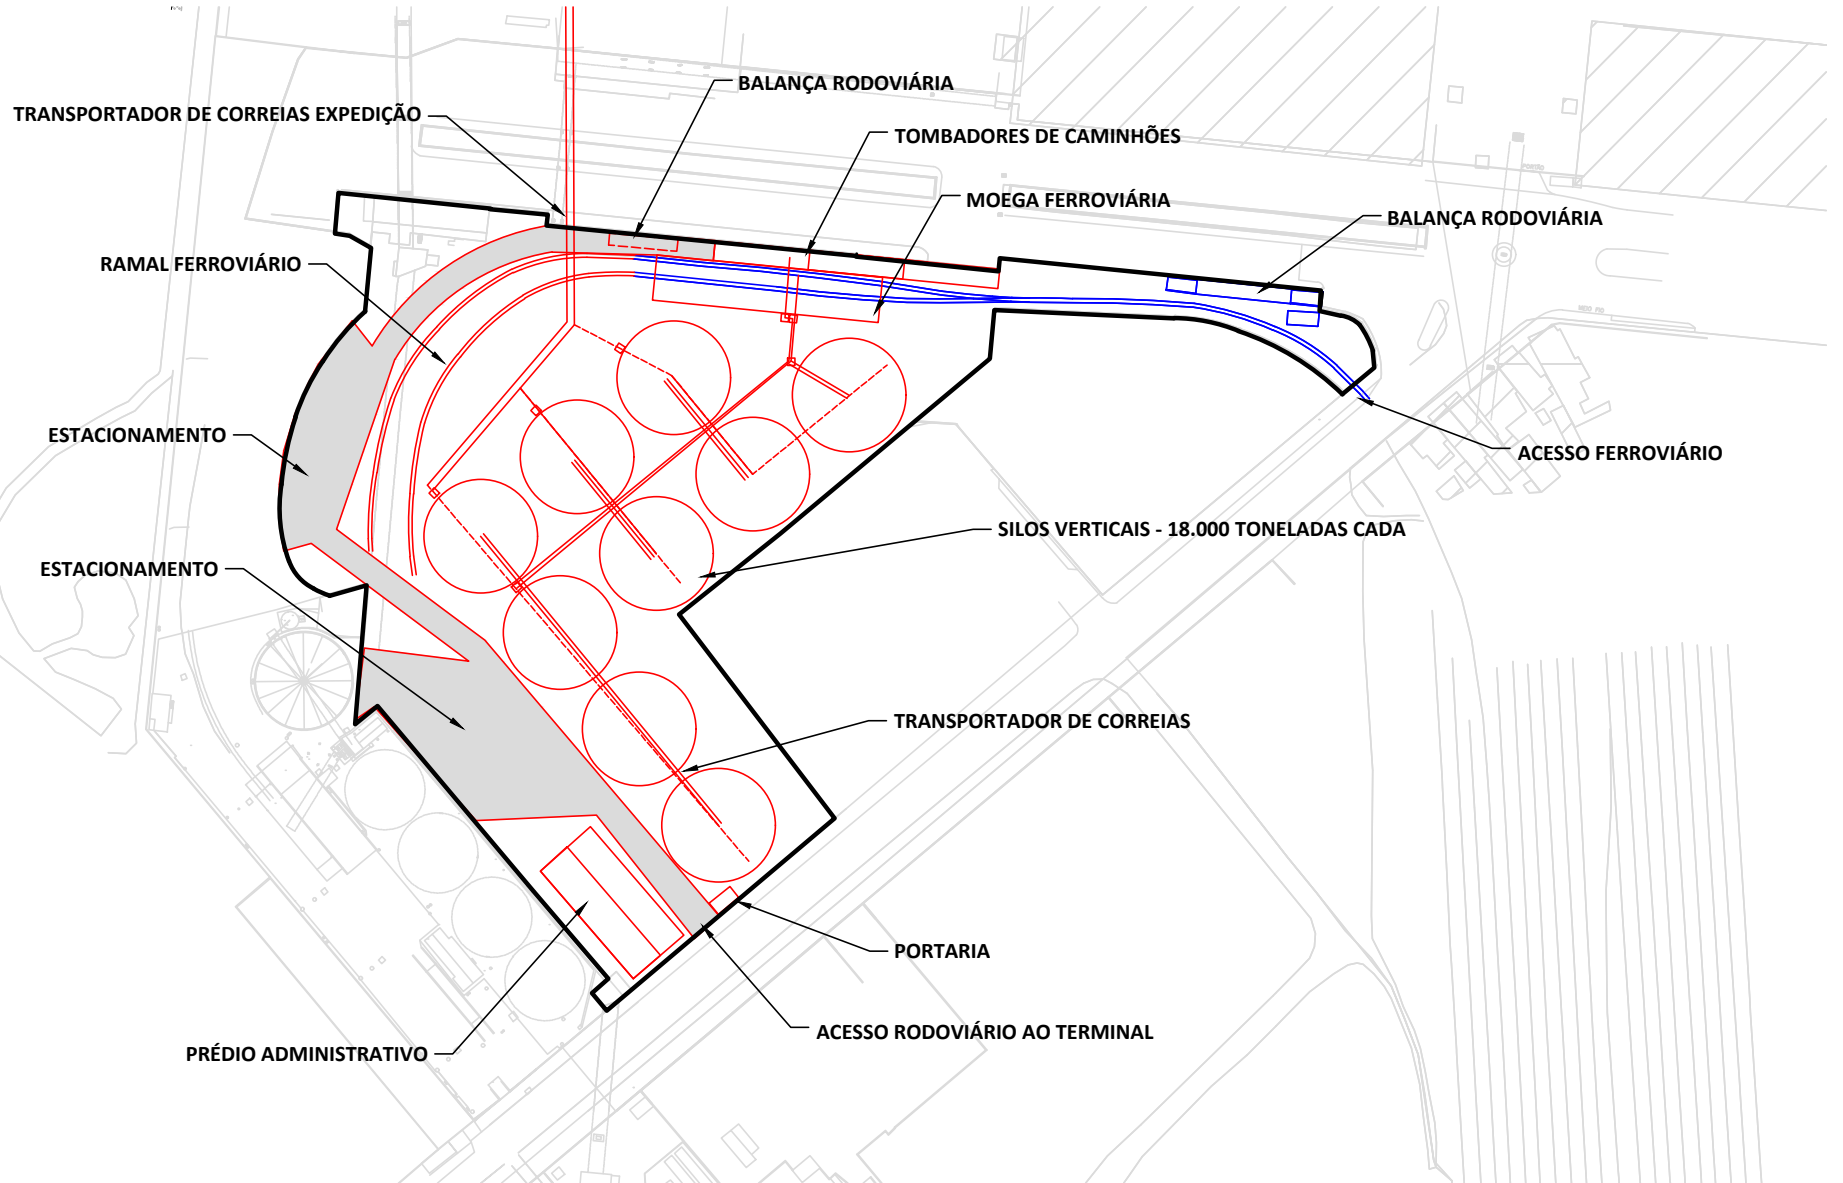 BALANÇA RODOVIÁRIA
TRANSPORTADOR DE CORREIAS EXPEDIÇÃO
TOMBADORES DE CAMINHÕES
MOEGA FERROVIÁRIA
BALANÇA RODOVIÁRIA
RAMAL FERROVIÁRIO
ESTACIONAMENTO
ACESSO FERROVIÁRIO
SILOS VERTICAIS - 18.000 TONELADAS CADA
ESTACIONAMENTO
TRANSPORTADOR DE CORREIAS
PORTARIA
ACESSO RODOVIÁRIO AO TERMINAL
PRÉDIO ADMINISTRATIVO